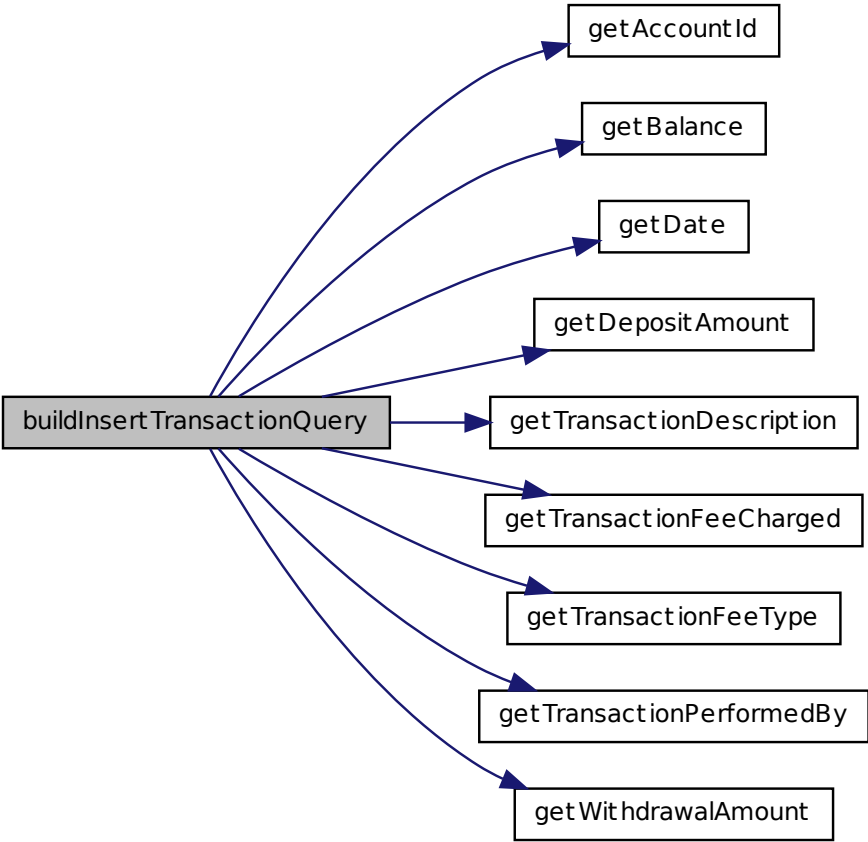 getAccountId
getBalance
getDate
getDepositAmount
buildInsertTransactionQuery
getTransactionDescription
getTransactionFeeCharged
getTransactionFeeType
getTransactionPerformedBy
getWithdrawalAmount